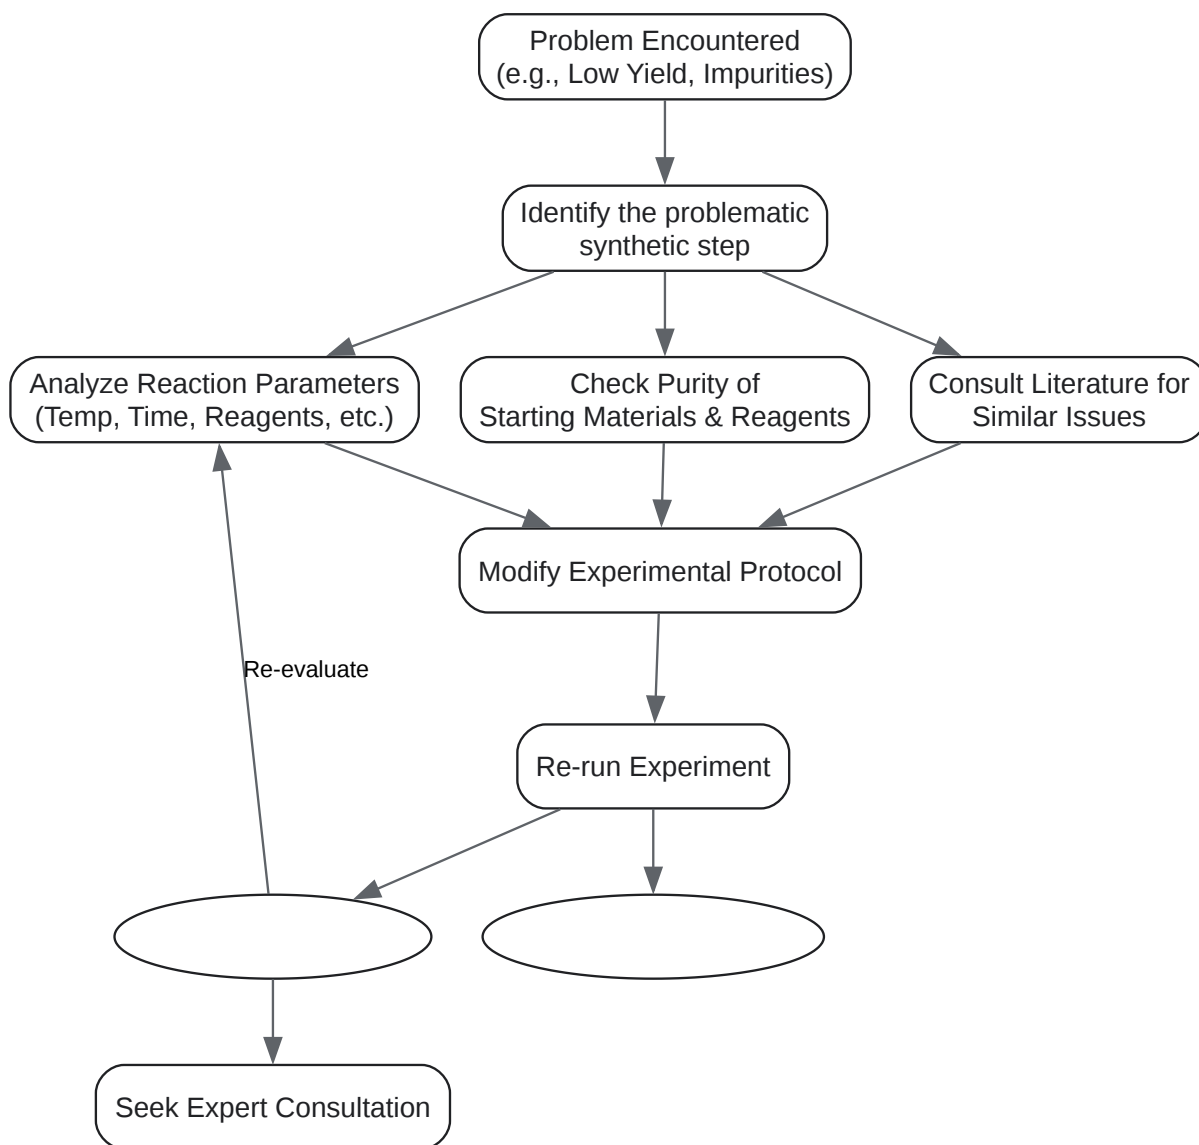 Problem Encountered
(e.g., Low Yield, Impurities)
Identify the problematic
synthetic step
Analyze Reaction Parameters
(Temp, Time, Reagents, etc.)
Check Purity of
Starting Materials & Reagents
Consult Literature for
Similar Issues
Modify Experimental Protocol
Re-evaluate
Re-run Experiment
Seek Expert Consultation